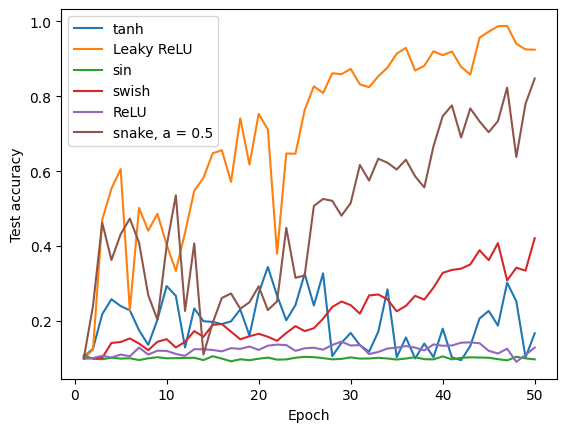 1.0
0.8
0.6
0.4
0.2
Test accuracy
tanh
Leaky ReLU
sin
swish
ReLU
snake, a = 0.5
0 10 20 30 40 50
Epoch